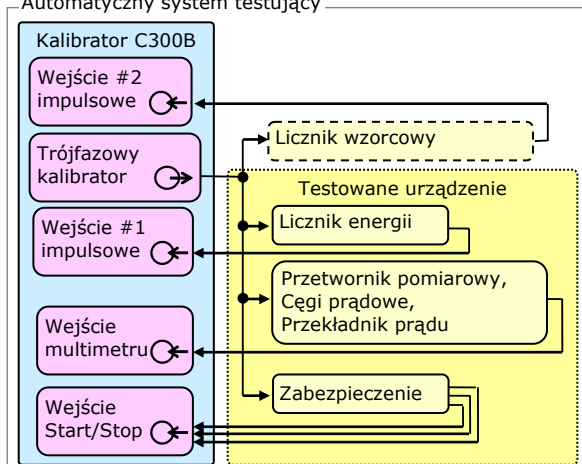 Automatyczny system testujący
Kalibrator C300B
Wejście #2
impulsowe
Trójfazowy
kalibrator
Wejście #1
impulsowe
Wejście
multimetru
Wejście
Start/Stop
Licznik wzorcowy
Testowane urządzenie
Licznik energii
Przetwornik pomiarowy,
Cęgi prądowe,
Przekładnik prądu
Zabezpieczenie